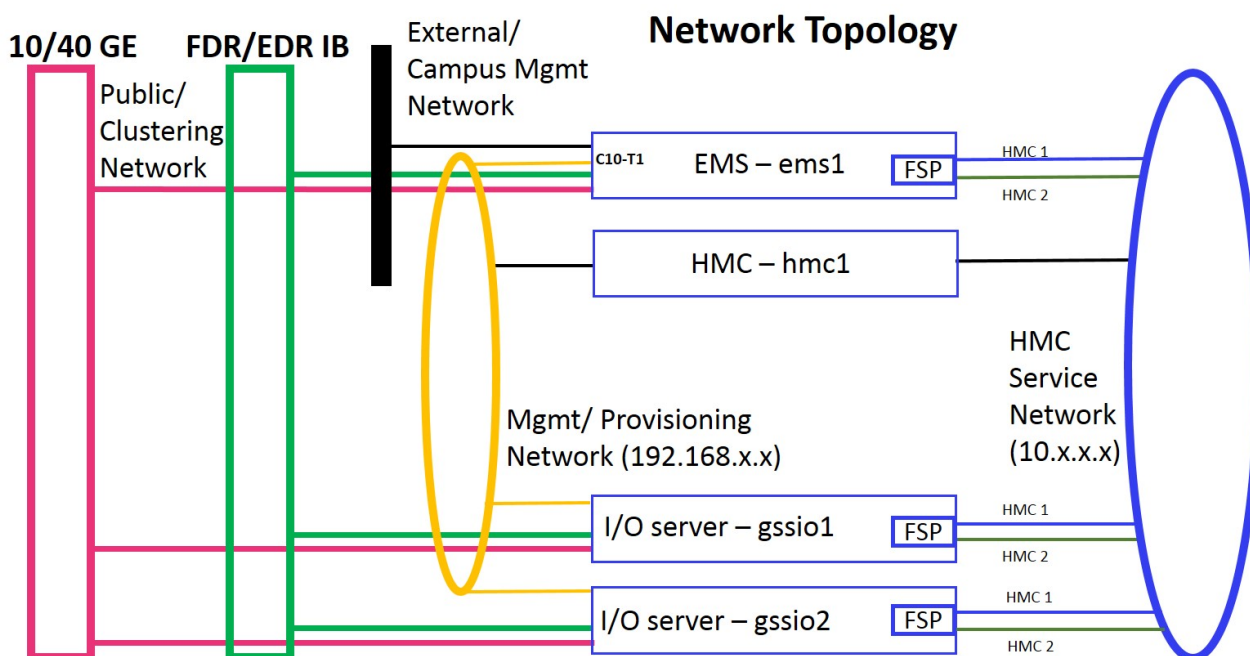 Network Topology
10/40 GE
FDR/EDR IB
External/
Campus Mgmt
Network
Public/
Clustering
Network
C10-T1
EMS – ems1
FSP
HMC 1
HMC 2
HMC – hmc1
HMC
Service
Network
(10.x.x.x)
Mgmt/ Provisioning
Network (192.168.x.x)
I/O server – gssio1
FSP
HMC 1
HMC 2
I/O server – gssio2
FSP
HMC 1
HMC 2